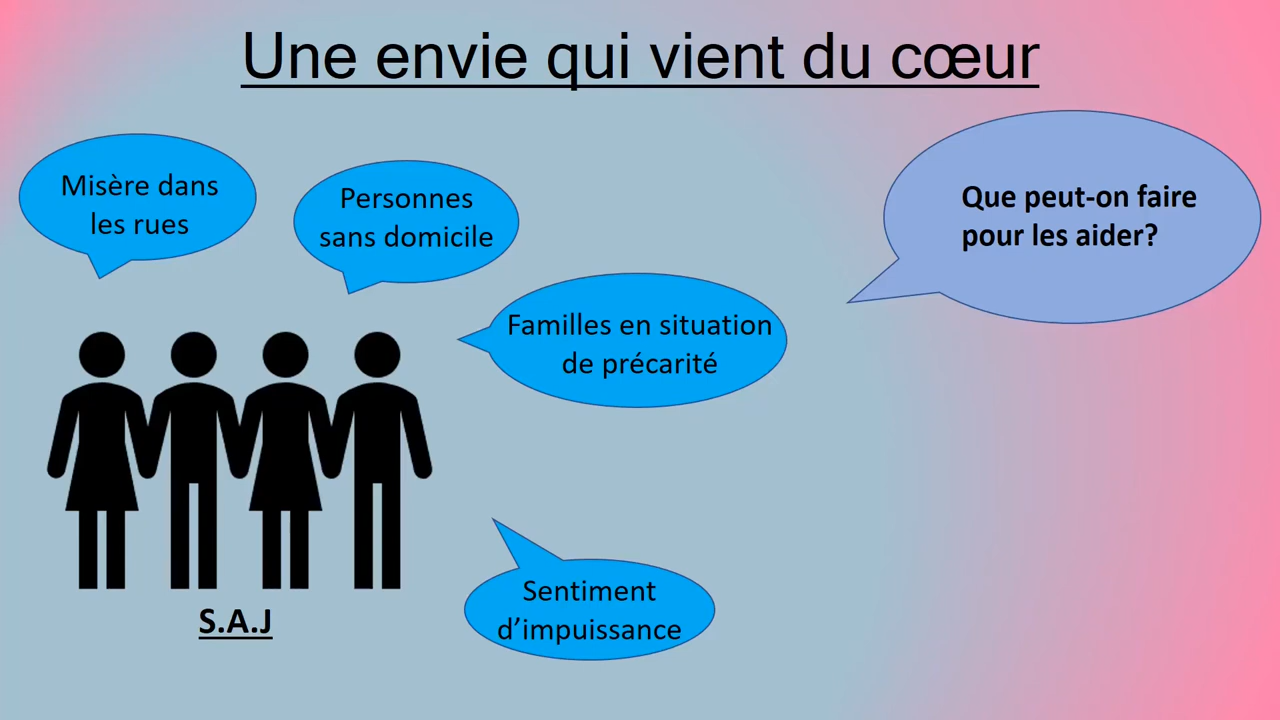 Une envie qui vient du cœur
Misère dans
les rues
Personnes
sans domicile
Que peut-on faire
pour les aider?
Familles en situation
de précarité
Sentiment
d’impuissance
S.A.J